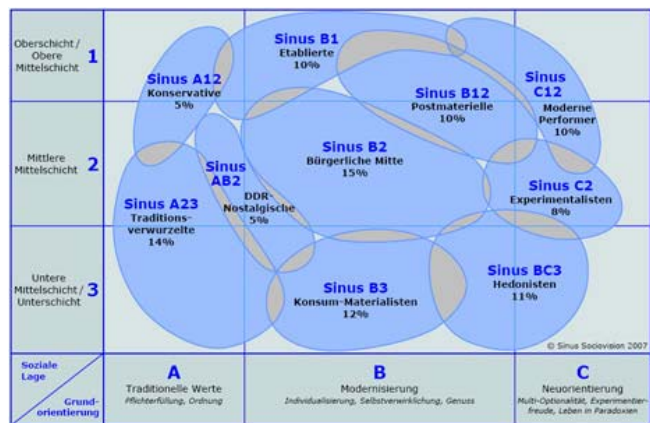 Oberschicht /
Obere
Mittelschicht
1
Mittlere
Mittelschicht
2
Untere
Mittelschicht /
Unterschicht
3
Sinus B1
Etablierte
10%
Sinus A12
Konservative
5%
Sinus B12
Postmaterielle
10%
Sinus
C12
Moderne
Performer
10%
Sinus B2
Bürgerliche Mitte
15%
Sinus
AB2
DDR-
Nostalgische
5%
Sinus A23
Traditions-
verwurzelte
14%
Sinus C2
Experimentalisten
8%
Sinus B3
Konsum-Materialisten
12%
Sinus BC3
Hedonisten
11%
© Sinus Sociovision 2007
Soziale
Lage
Grund-
orientierung
A
Traditionelle Werte
Pflichterfüllung, Ordnung
B
Modernisierung
Individualisierung, Selbstverwirklichung, Genuss
C
Neuorientierung
Multi-Optionalität, Experimentier-
freude, Leben in Paradoxien